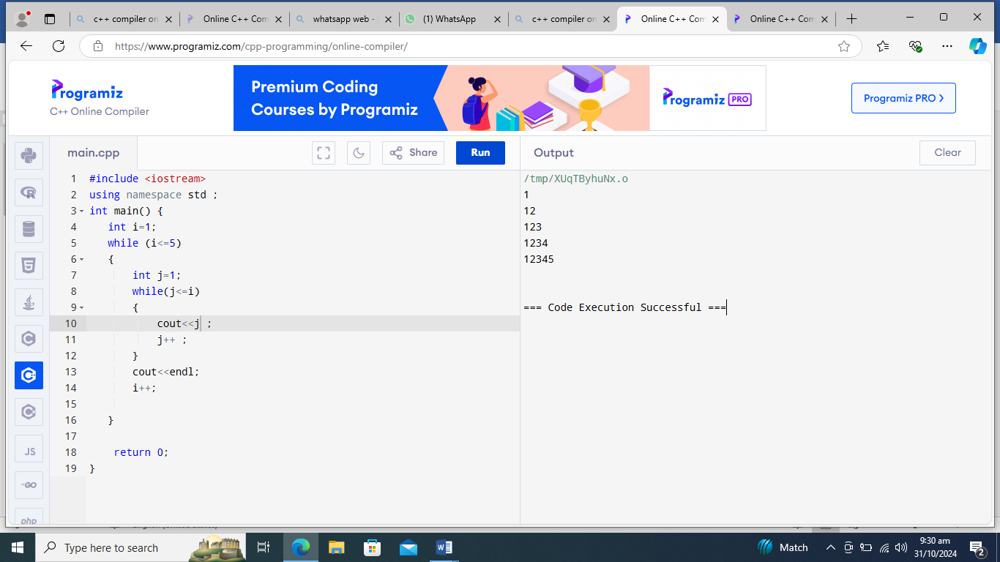 c++ compiler on
Online C++ Com
whatsapp web -
(1) WhatsApp
c++ compiler on
Online C++ Com
Online C++ Com
https://www.programiz.com/cpp-programming/online-compiler/
Programiz
C++ Online Compiler
Premium Coding
Courses by Programiz
Programiz PRO
Programiz PRO >
main.cpp
Share
Run
Output
Clear
1 #include <iostream>
2 using namespace std ;
3 int main() {
4 int i=1;
5 while (i<=5)
6 {
7 int j=1;
8 while(j<=i)
9 {
10 cout<<j ;
11 j++ ;
12 }
13 cout<<endl;
14 i++;
15
16 }
17
18 return 0;
19 }
/tmp/XUqTByhuNx.o
1
12
123
1234
12345
=== Code Execution Successful ===
JS
GO
php
Type here to search
Match
9:30 am
31/10/2024
2